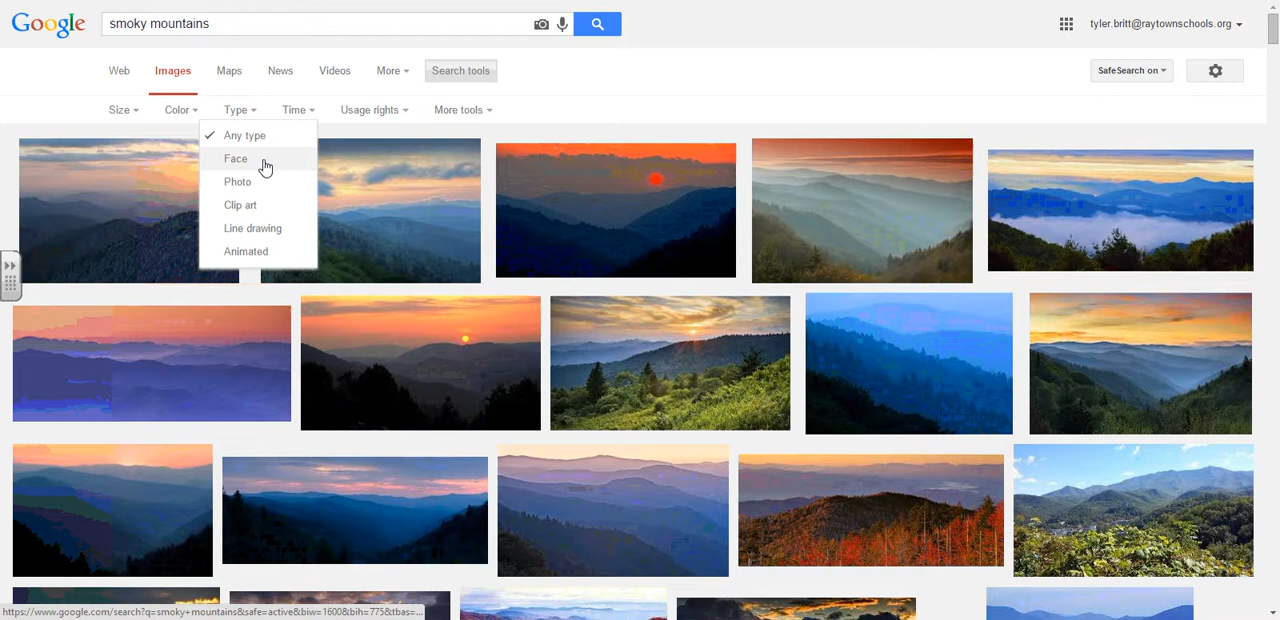 Google smoky mountains tyler.britt@raytownschools.org
Web Images Maps News Videos More Search tools SafeSearch on
Size Color Type Time Usage rights More tools
Any type
Face
Photo
Clip art
Line drawing
Animated
https://www.google.com/search?q=smoky+mountains&safe=active&biw=1600&bih=775&tbas=...